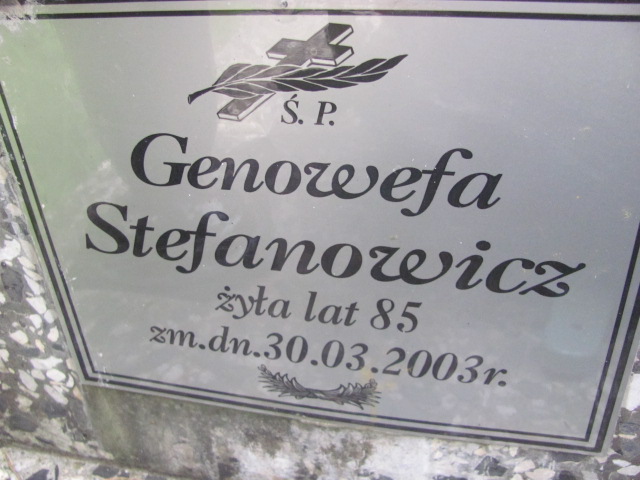 Ś. P.
Genowefa
Stefanowicz
żyła lat 85
zm.dn.30.03.2003r.